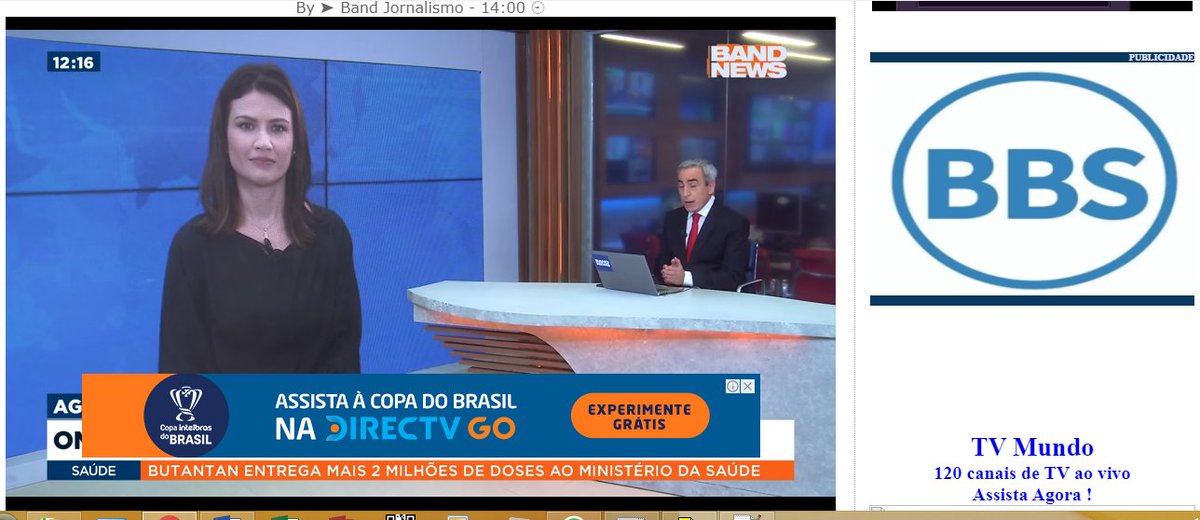 By ➤ Band Jornalismo - 14:00
12:16
BAND
NEWS
AG
ON
Copa intelbras
do BRASIL
ASSISTA À COPA DO BRASIL
NA DIRECTV GO
EXPERIMENTE
GRÁTIS
SAÚDE
BUTANTAN ENTREGA MAIS 2 MILHÕES DE DOSES AO MINISTÉRIO DA SAÚDE
PUBLICIDADE
BBS
TV Mundo
120 canais de TV ao vivo
Assista Agora !